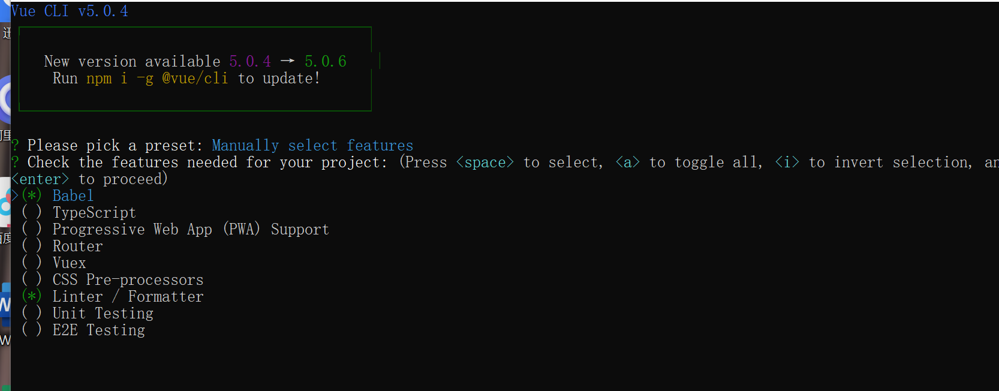 Vue CLI v5.0.4
迅
New version available 5.0.4 → 5.0.6
Run npm i -g @vue/cli to update!
? Please pick a preset: Manually select features
? Check the features needed for your project: (Press <space> to select, <a> to toggle all, <i> to invert selection, an
<enter> to proceed)
>(*) Babel
( ) TypeScript
( ) Progressive Web App (PWA) Support
( ) Router
( ) Vuex
( ) CSS Pre-processors
(*) Linter / Formatter
( ) Unit Testing
( ) E2E Testing
W